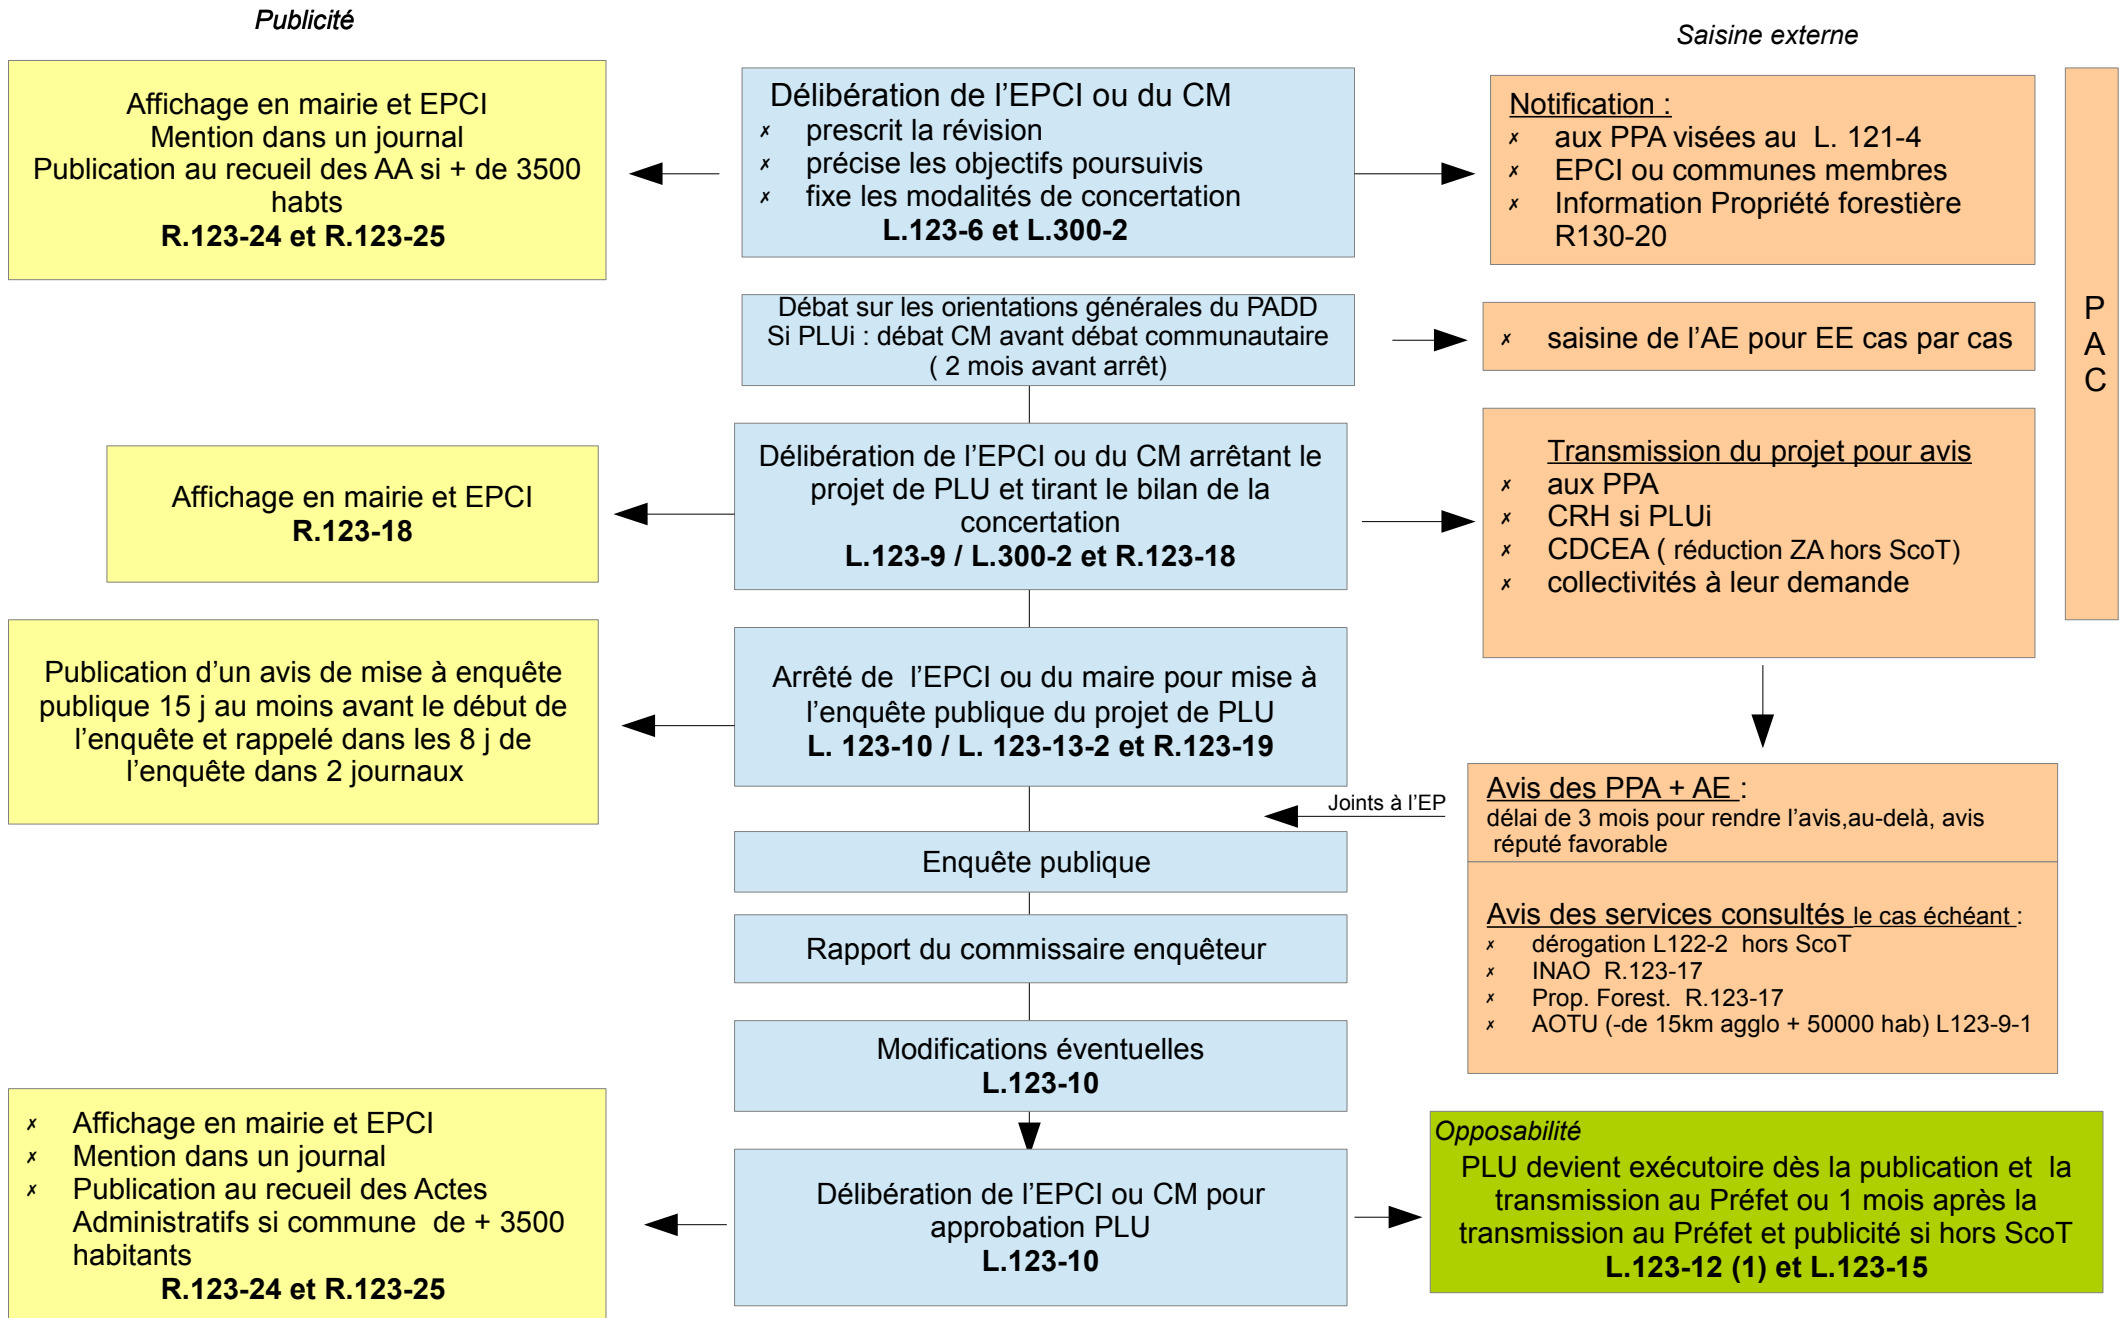 Publicité
Saisine externe
Affichage en mairie et EPCI
Mention dans un journal
Publication au recueil des AA si + de 3500
habts
R.123-24 et R.123-25
Délibération de l'EPCI ou du CM
✗ prescrit la révision
✗ précise les objectifs poursuivis
✗ fixe les modalités de concertation
L.123-6 et L.300-2
Notification :
✗ aux PPA visées au L. 121-4
✗ EPCI ou communes membres
✗ Information Propriété forestière
R130-20
P
A
C
Débat sur les orientations générales du PADD
Si PLUi : débat CM avant débat communautaire
( 2 mois avant arrêt)
✗ saisine de l'AE pour EE cas par cas
Affichage en mairie et EPCI
R.123-18
Délibération de l'EPCI ou du CM arrêtant le
projet de PLU et tirant le bilan de la
concertation
L.123-9 / L.300-2 et R.123-18
Transmission du projet pour avis
✗ aux PPA
✗ CRH si PLUi
✗ CDCEA ( réduction ZA hors ScoT)
✗ collectivités à leur demande
Publication d'un avis de mise à enquête
publique 15 j au moins avant le début de
l'enquête et rappelé dans les 8 j de
l'enquête dans 2 journaux
Arrêté de l'EPCI ou du maire pour mise à
l'enquête publique du projet de PLU
L. 123-10 / L. 123-13-2 et R.123-19
Joints à l'EP
Avis des PPA + AE :
délai de 3 mois pour rendre l'avis,au-delà, avis
réputé favorable
Enquête publique
Avis des services consultés le cas échéant :
✗ dérogation L122-2 hors ScoT
✗ INAO R.123-17
✗ Prop. Forest. R.123-17
✗ AOTU (-de 15km agglo + 50000 hab) L123-9-1
Rapport du commissaire enquêteur
Modifications éventuelles
L.123-10
✗ Affichage en mairie et EPCI
✗ Mention dans un journal
✗ Publication au recueil des Actes
Administratifs si commune de + 3500
habitants
R.123-24 et R.123-25
Délibération de l'EPCI ou CM pour
approbation PLU
L.123-10
Opposabilité
PLU devient exécutoire dès la publication et la
transmission au Préfet ou 1 mois après la
transmission au Préfet et publicité si hors ScoT
L.123-12 (1) et L.123-15